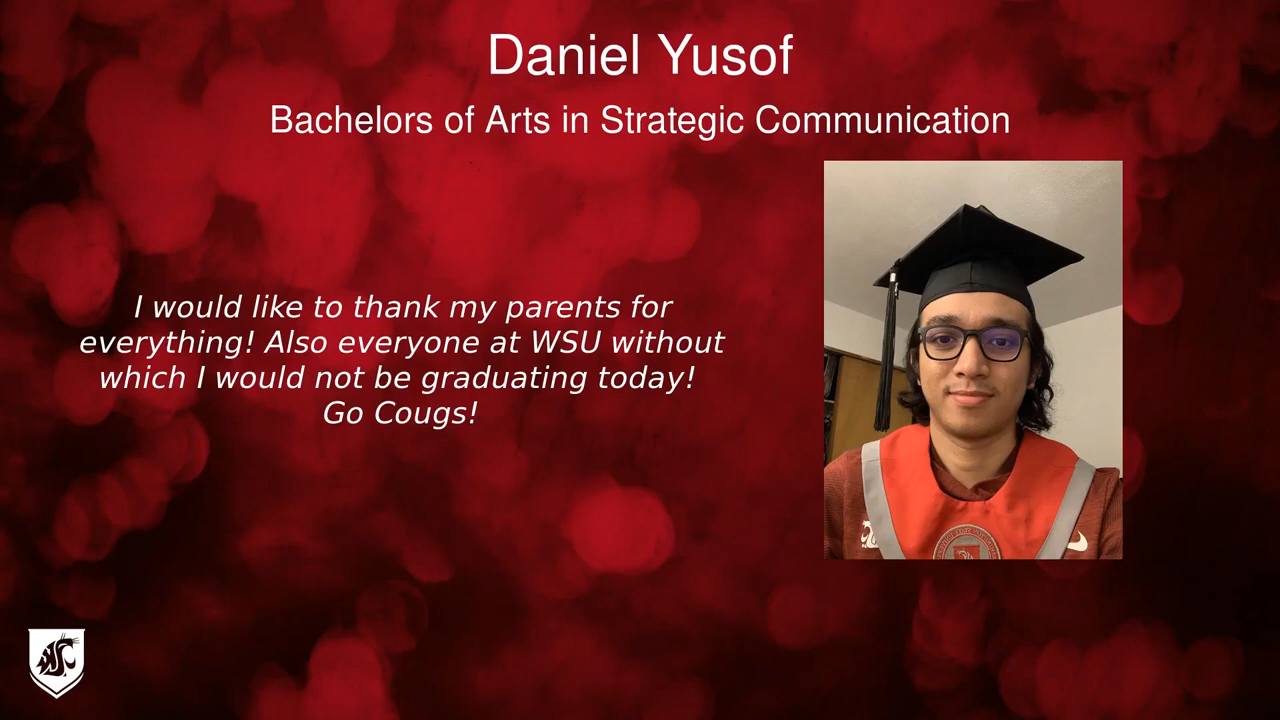 Daniel Yusof
Bachelors of Arts in Strategic Communication
I would like to thank my parents for
everything! Also everyone at WSU without
which I would not be graduating today!
Go Cougs!